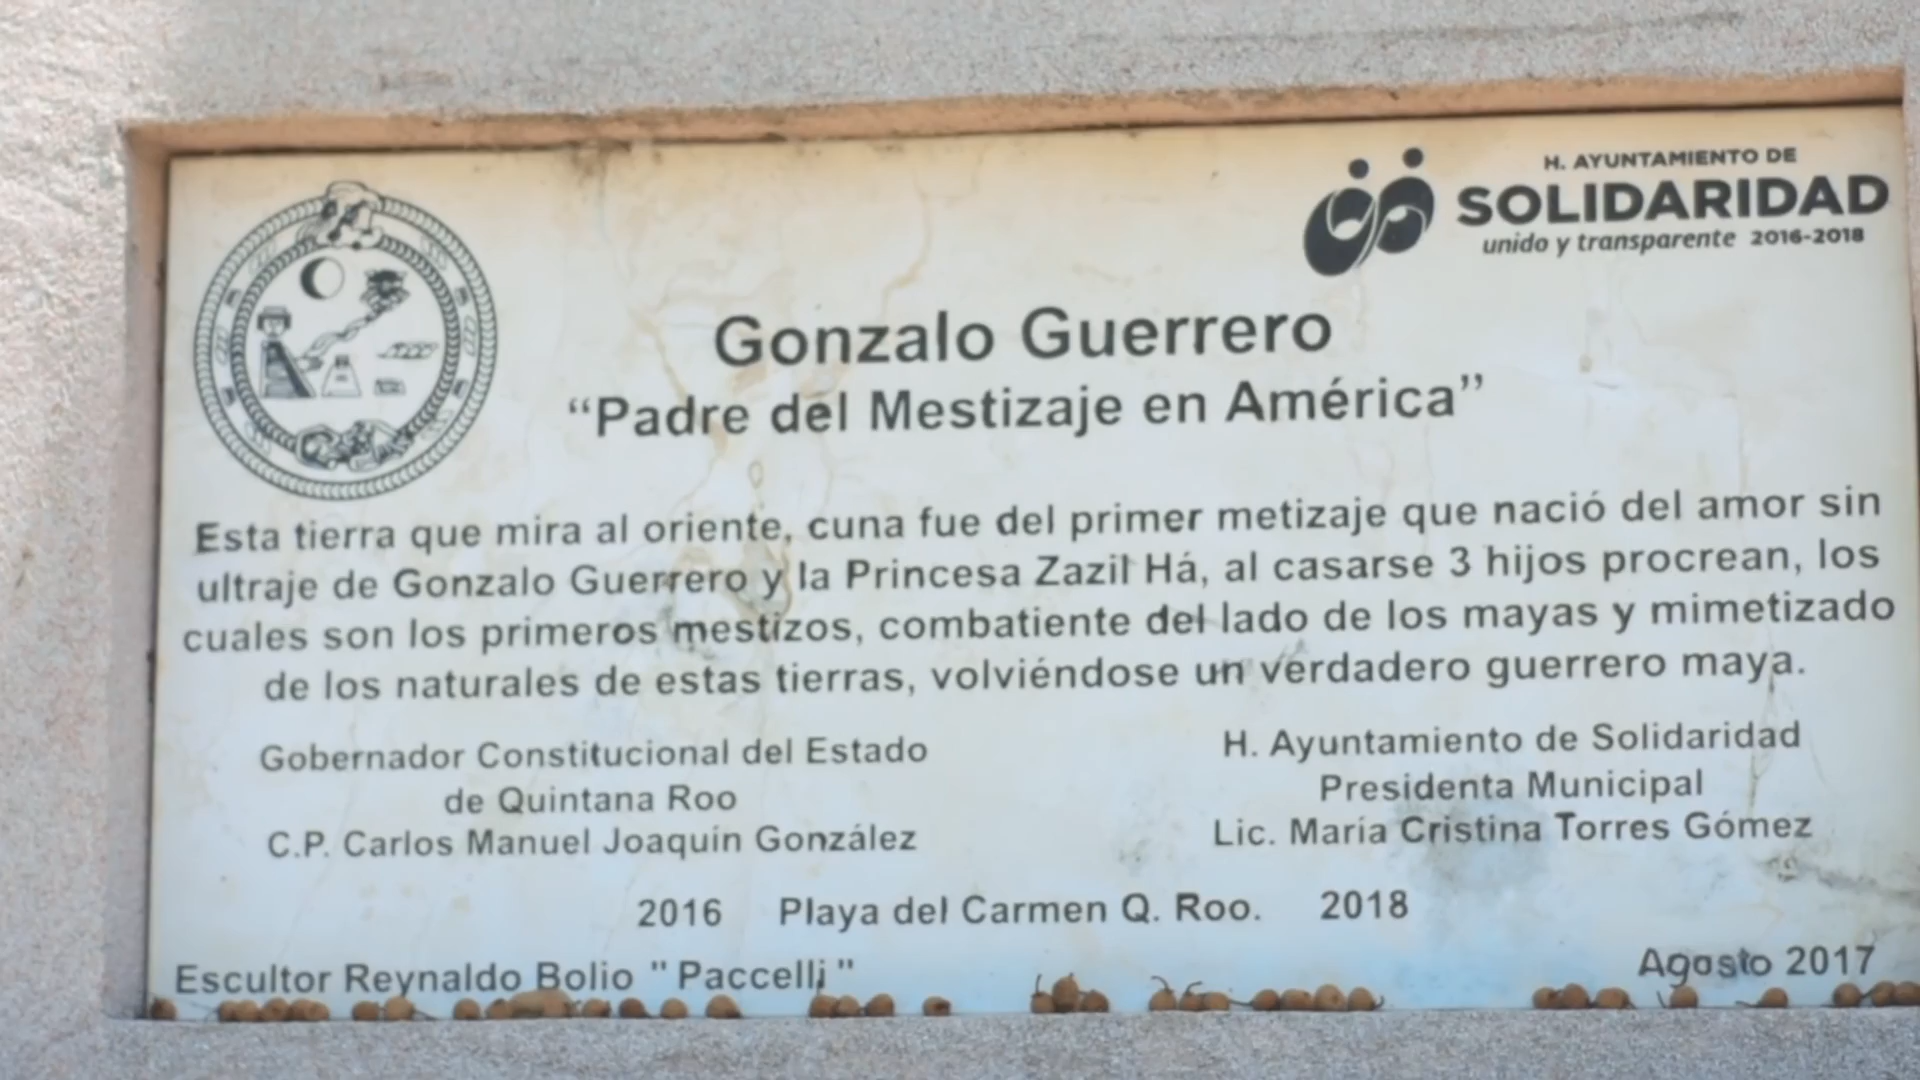 H. AYUNTAMIENTO DE
SOLIDARIDAD
unido y transparente 2016-2018
Gonzalo Guerrero
“Padre del Mestizaje en América”
Esta tierra que mira al oriente, cuna fue del primer metizaje que nació del amor sin
ultraje de Gonzalo Guerrero y la Princesa Zazil Há, al casarse 3 hijos procrean, los
cuales son los primeros mestizos, combatiente del lado de los mayas y mimetizado
de los naturales de estas tierras, volviéndose un verdadero guerrero maya.
Gobernador Constitucional del Estado
de Quintana Roo
C.P. Carlos Manuel Joaquín González
H. Ayuntamiento de Solidaridad
Presidenta Municipal
Lic. María Cristina Torres Gómez
2016 Playa del Carmen Q. Roo. 2018
Escultor Reynaldo Bolio " Paccelli "
Agosto 2017